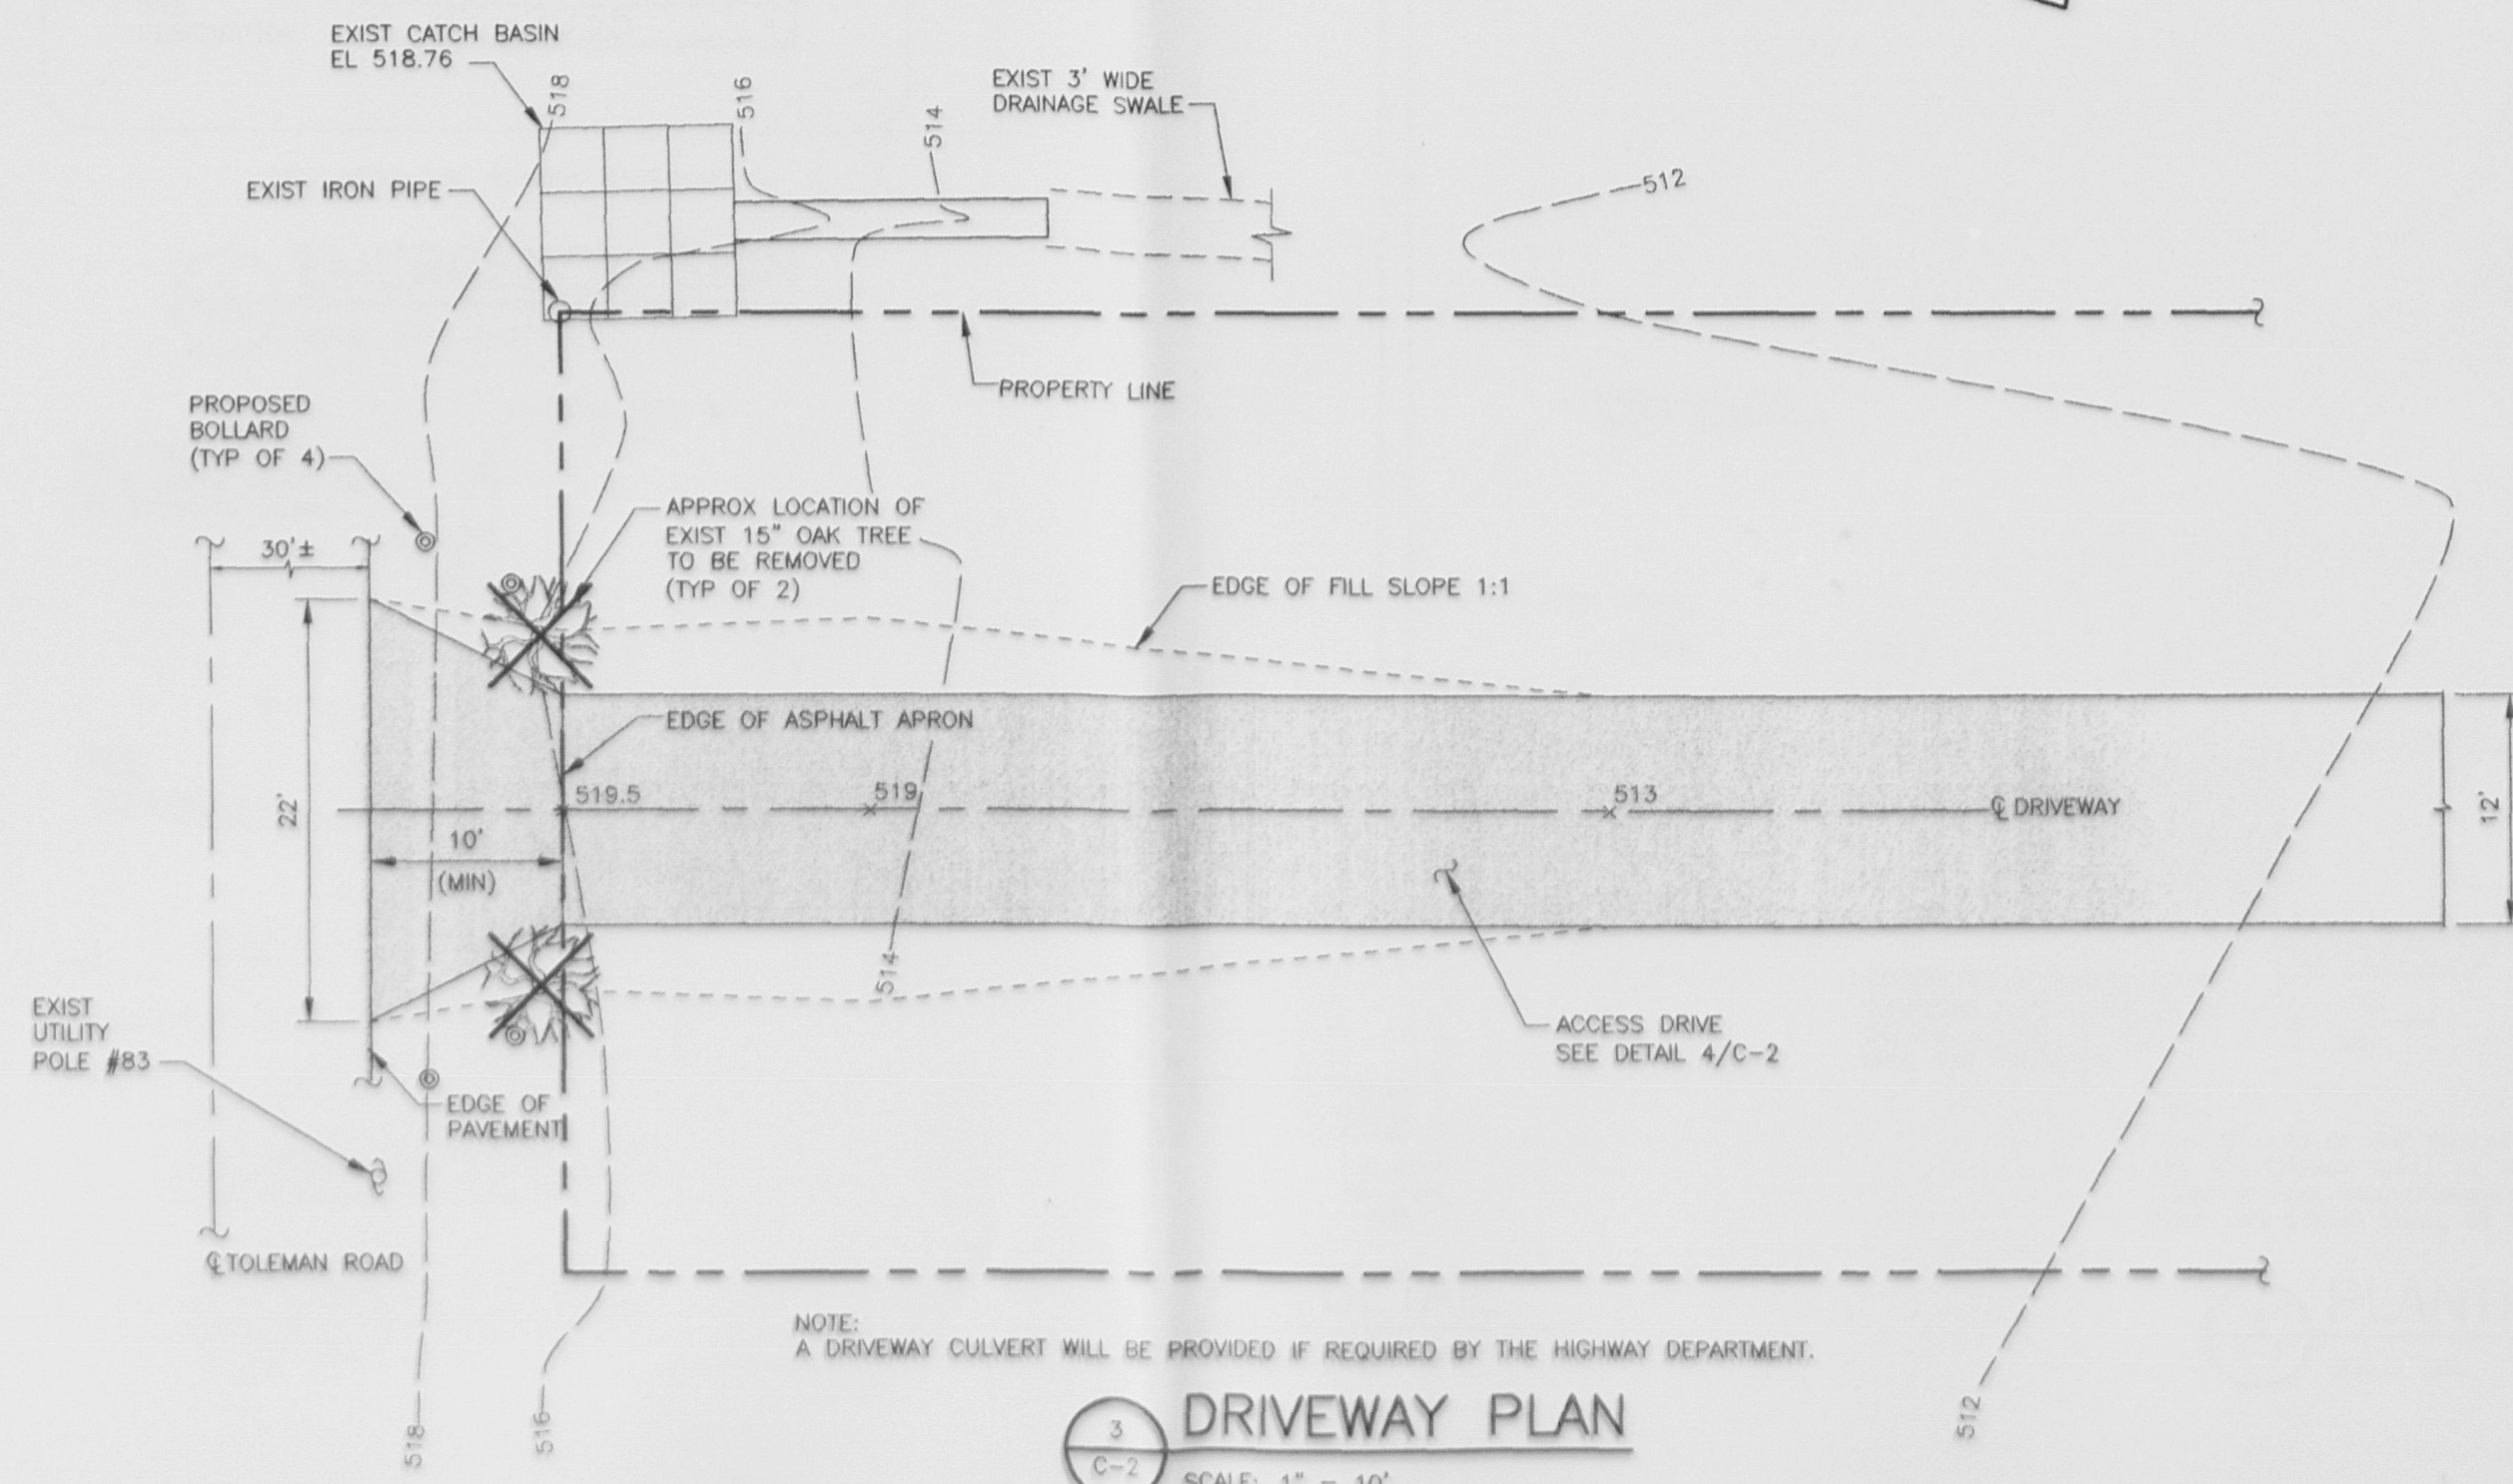 EXIST CATCH BASIN
EL 518.76
518
516
514
EXIST 3' WIDE
DRAINAGE SWALE
512
EXIST IRON PIPE
PROPERTY LINE
PROPOSED
BOLLARD
(TYP OF 4)
APPROX LOCATION OF
EXIST 15" OAK TREE
TO BE REMOVED
(TYP OF 2)
30'±
EDGE OF FILL SLOPE 1:1
EDGE OF ASPHALT APRON
22'
519.5
519
513
℄ DRIVEWAY
12'
10'
(MIN)
514
EXIST
UTILITY
POLE #83
EDGE OF
PAVEMENT
ACCESS DRIVE
SEE DETAIL 4/C-2
℄ TOLEMAN ROAD
NOTE:
A DRIVEWAY CULVERT WILL BE PROVIDED IF REQUIRED BY THE HIGHWAY DEPARTMENT.
518
516
512
3
C-2
DRIVEWAY PLAN
SCALE: 1" = 10'